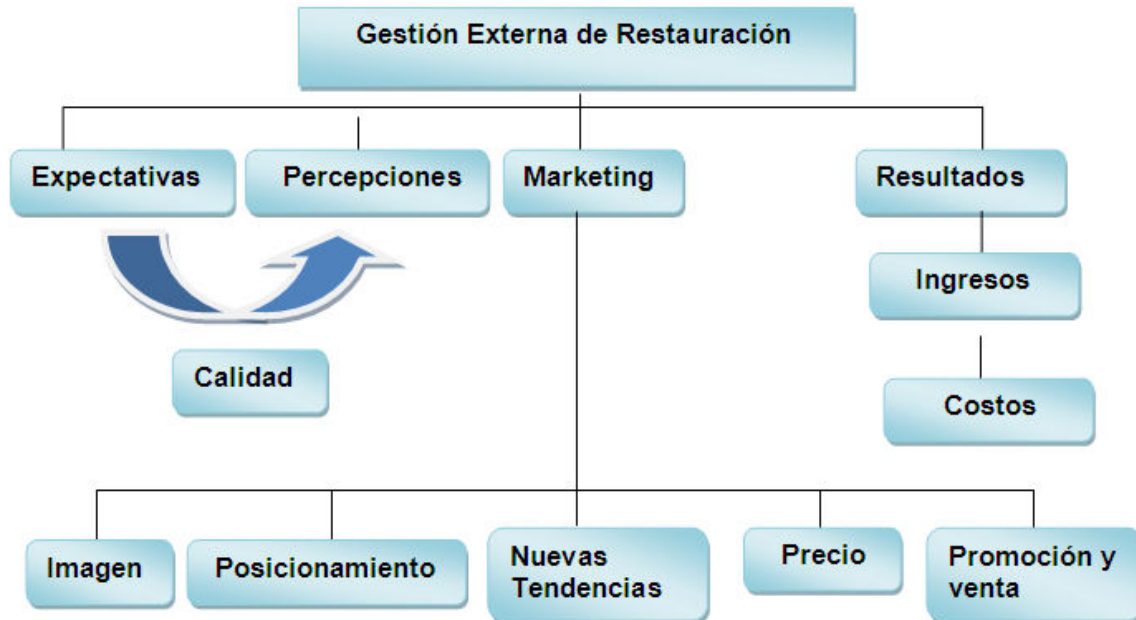 Gestión Externa de Restauración
Expectativas
Percepciones
Marketing
Resultados
Ingresos
Calidad
Costos
Imagen
Posicionamiento
Nuevas
Tendencias
Precio
Promoción y
venta